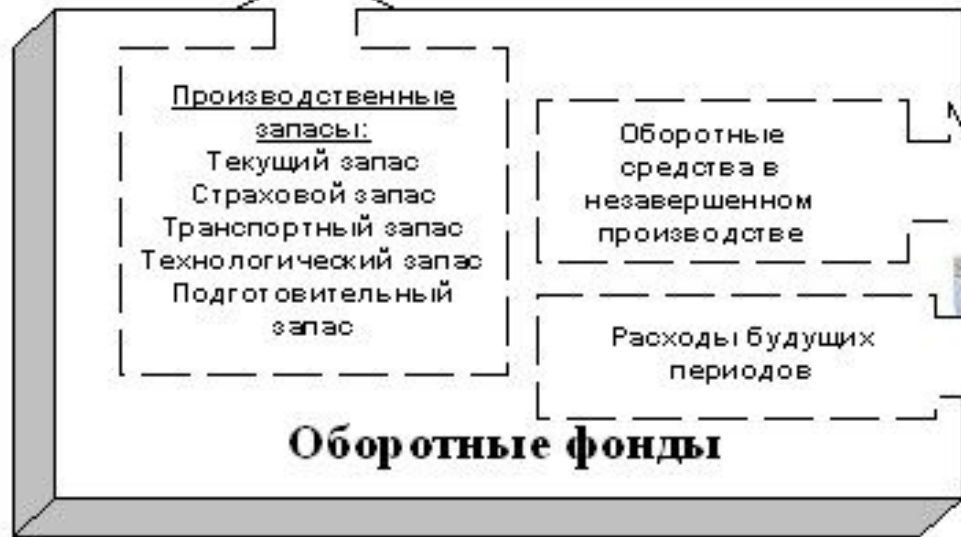 Производственные
запасы:
Текущий запас
Страховой запас
Транспортный запас
Технологический запас
Подготовительный
запас
Оборотные
средства в
незавершенном
производстве
Расходы будущих
периодов
Оборотные фонды